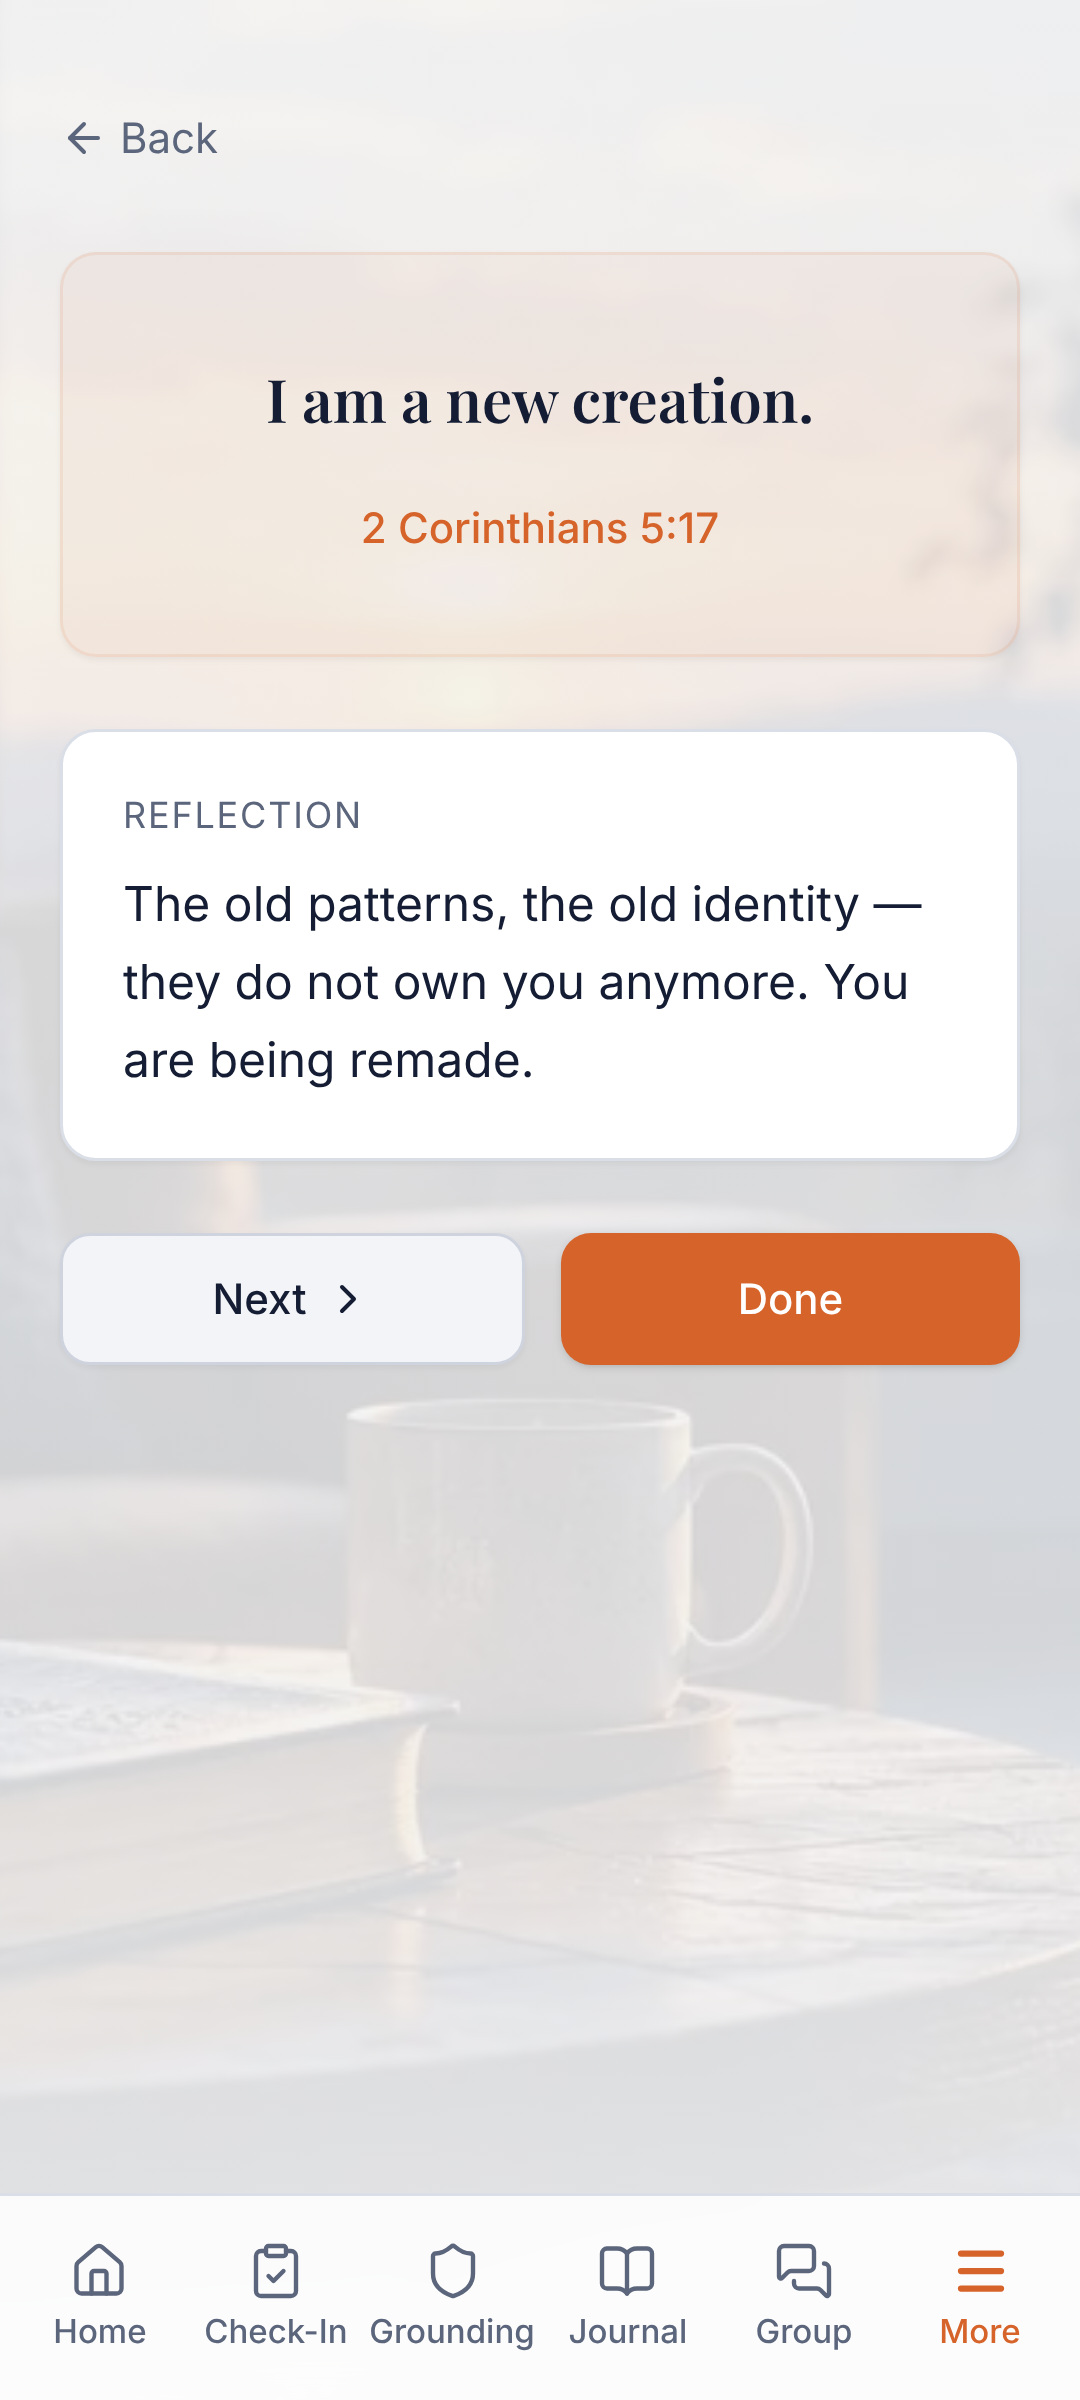 Back
I am a new creation.
2 Corinthians 5:17
REFLECTION
The old patterns, the old identity —
they do not own you anymore. You
are being remade.
Next
Done
Home
Check-In
Grounding
Journal
Group
More